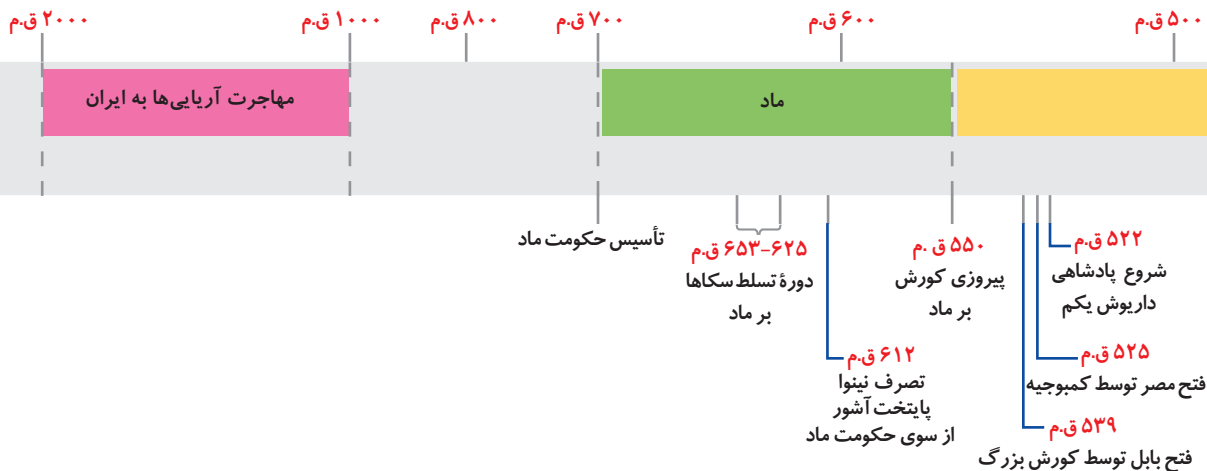 ۲۰۰۰ ق.م
۱۰۰۰ ق.م
۸۰۰ ق.م
۷۰۰ ق.م
۶۰۰ ق.م
۵۰۰ ق.م
مهاجرت آریایی‌ها به ایران
ماد
تأسیس حکومت ماد
۶۵۳-۶۲۵ ق.م
دورهٔ تسلط سکاها
بر ماد
۶۱۲ ق.م
تصرف نینوا
پایتخت آشور
از سوی حکومت ماد
۵۵۰ ق.م
پیروزی کورش
بر ماد
۵۲۲ ق.م
شروع پادشاهی
داریوش یکم
۵۲۵ ق.م
فتح مصر توسط کمبوجیه
۵۳۹ ق.م
فتح بابل توسط کورش بزرگ